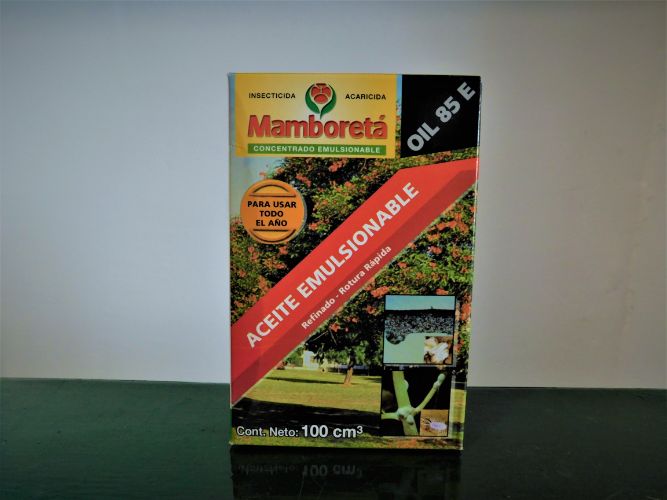 INSECTICIDA ACARICIDA
Mamboretá
CONCENTRADO EMULSIONABLE
OIL 85 E
PARA USAR
TODO
EL AÑO
ACEITE EMULSIONABLE
Refinado - Rotura Rápida
Cont. Neto: 100 cm³